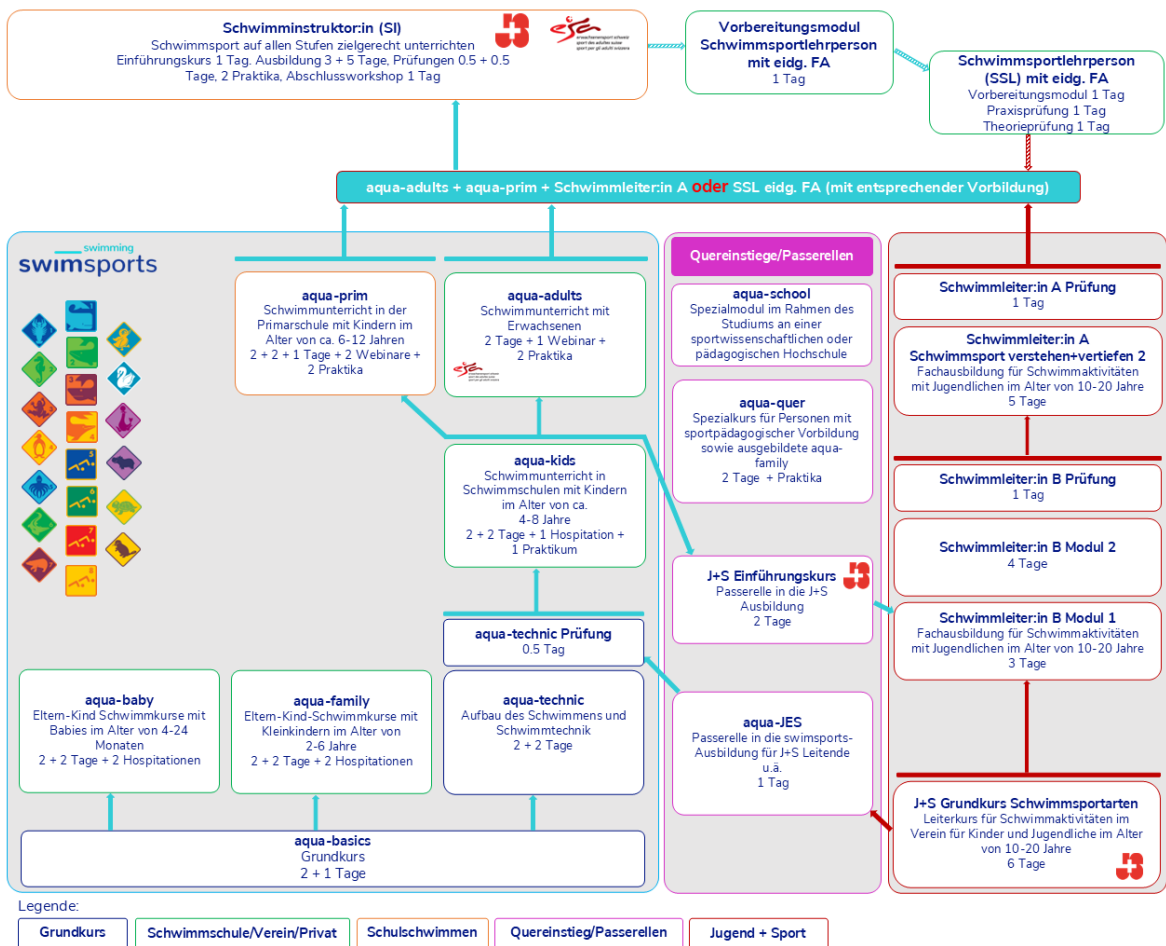 Schwimminstruktor:in (SI)
Schwimmsport auf allen Stufen zielgerecht unterrichten
Einführungskurs 1 Tag. Ausbildung 3 + 5 Tage, Prüfungen 0.5 + 0.5
Tage, 2 Praktika, Abschlussworkshop 1 Tag
Vorbereitungsmodul
Schwimmsportlehrperson
mit eidg. FA
1 Tag
Schwimmsportlehrperson
(SSL) mit eidg. FA
Vorbereitungsmodul 1 Tag
Praxisprüfung 1 Tag
Theorieprüfung 1 Tag
aqua-adults + aqua-prim + Schwimmleiter:in A oder SSL eidg. FA (mit entsprechender Vorbildung)
swimming
swimsports
aqua-prim
Schwimmunterricht in der
Primarschule mit Kindern im
Alter von ca. 6-12 Jahren
2 + 2 + 1 Tage + 2 Webinare +
2 Praktika
aqua-adults
Schwimmunterricht mit
Erwachsenen
2 Tage + 1 Webinar +
2 Praktika
aqua-kids
Schwimmunterricht in
Schwimmschulen mit Kindern
im Alter von ca.
4-8 Jahre
2 + 2 Tage + 1 Hospitation +
1 Praktikum
aqua-technic Prüfung
0.5 Tag
aqua-baby
Eltern-Kind Schwimmkurse mit
Babies im Alter von 4-24
Monaten
2 + 2 Tage + 2 Hospitationen
aqua-family
Eltern-Kind-Schwimmkurse mit
Kleinkindern im Alter von
2-6 Jahre
2 + 2 Tage + 2 Hospitationen
aqua-technic
Aufbau des Schwimmens und
Schwimmtechnik
2 + 2 Tage
aqua-basics
Grundkurs
2 + 1 Tage
Quereinstiege/Passerellen
aqua-school
Spezialmodul im Rahmen des
Studiums an einer
sportwissenschaftlichen oder
pädagogischen Hochschule
aqua-quer
Spezialkurs für Personen mit
sportpädagogischer Vorbildung
sowie ausgebildete aqua-
family
2 Tage + Praktika
J+S Einführungskurs
Passerelle in die J+S
Ausbildung
2 Tage
aqua-JES
Passerelle in die swimsports-
Ausbildung für J+S Leitende
u.ä.
1 Tag
Schwimmleiter:in A Prüfung
1 Tag
Schwimmleiter:in A
Schwimmsport verstehen+vertiefen 2
Fachausbildung für Schwimmaktivitäten
mit Jugendlichen im Alter von 10-20 Jahre
5 Tage
Schwimmleiter:in B Prüfung
1 Tag
Schwimmleiter:in B Modul 2
4 Tage
Schwimmleiter:in B Modul 1
Fachausbildung für Schwimmaktivitäten
mit Jugendlichen im Alter von 10-20 Jahre
3 Tage
J+S Grundkurs Schwimmsportarten
Leiterkurs für Schwimmaktivitäten im
Verein für Kinder und Jugendliche im Alter
von 10-20 Jahre
6 Tage
Legende:
Grundkurs
Schwimmschule/Verein/Privat
Schulschwimmen
Quereinstieg/Passerellen
Jugend + Sport